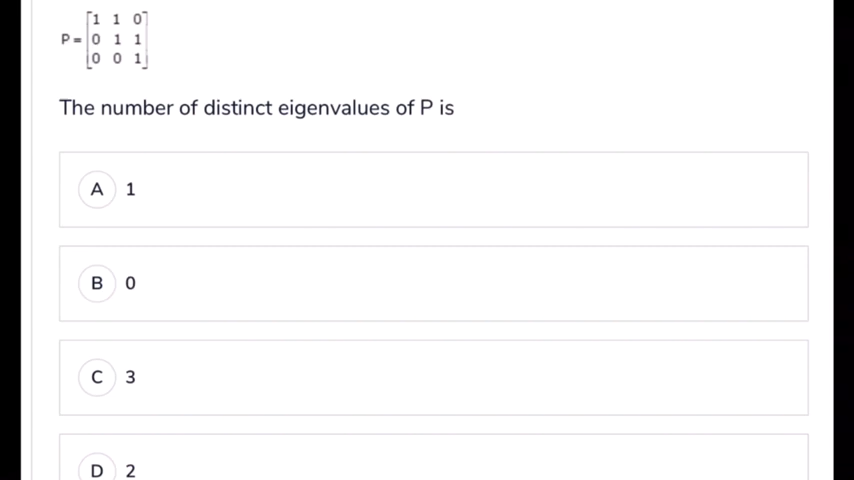 1 1 0
P = 0 1 1
0 0 1
The number of distinct eigenvalues of P is
A 1
B 0
C 3
D 2